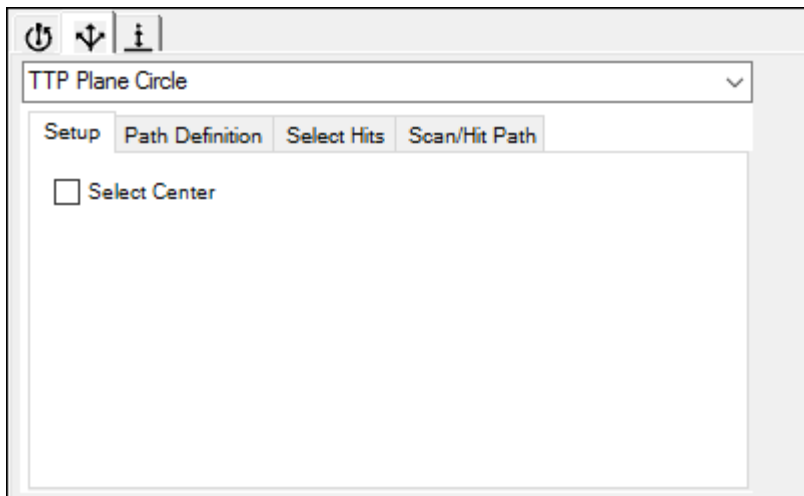 TTP Plane Circle
Setup Path Definition Select Hits Scan/Hit Path
Select Center